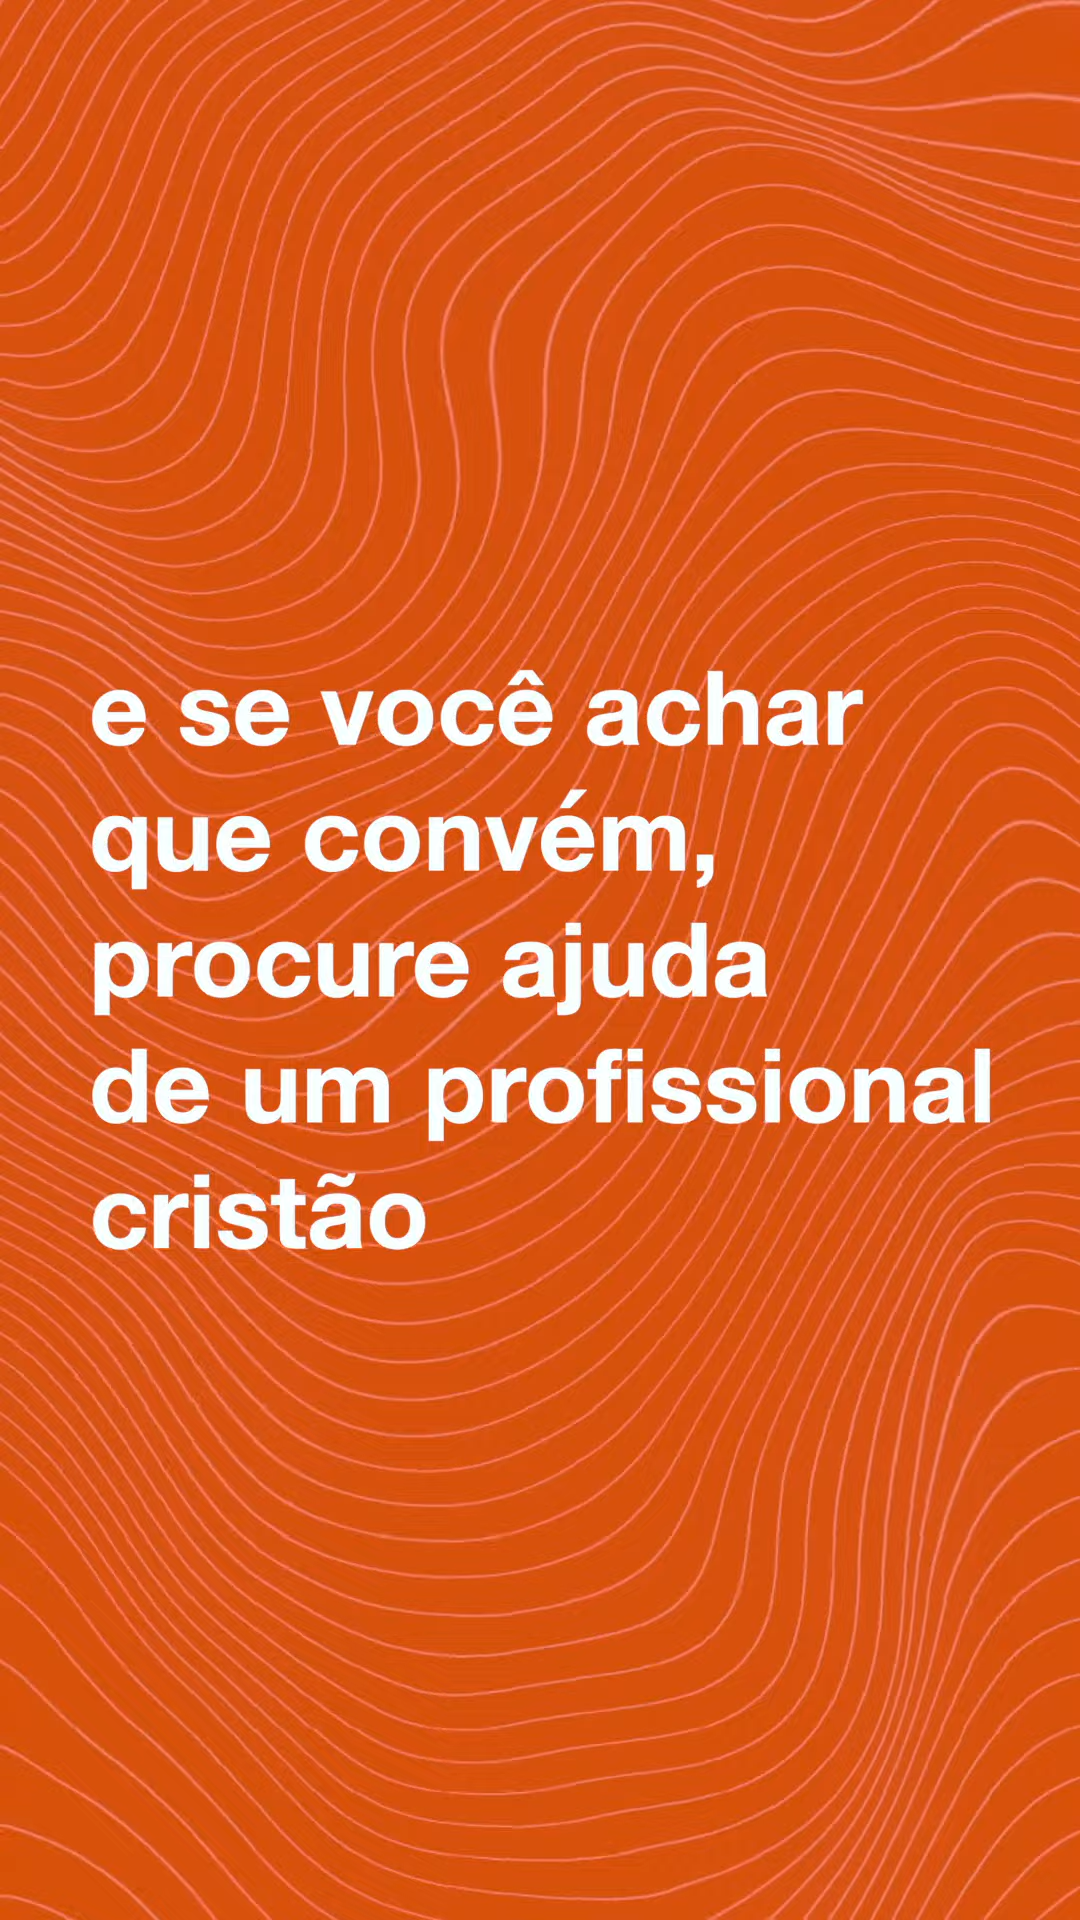 e se você achar
que convém,
procure ajuda
de um profissional
cristão